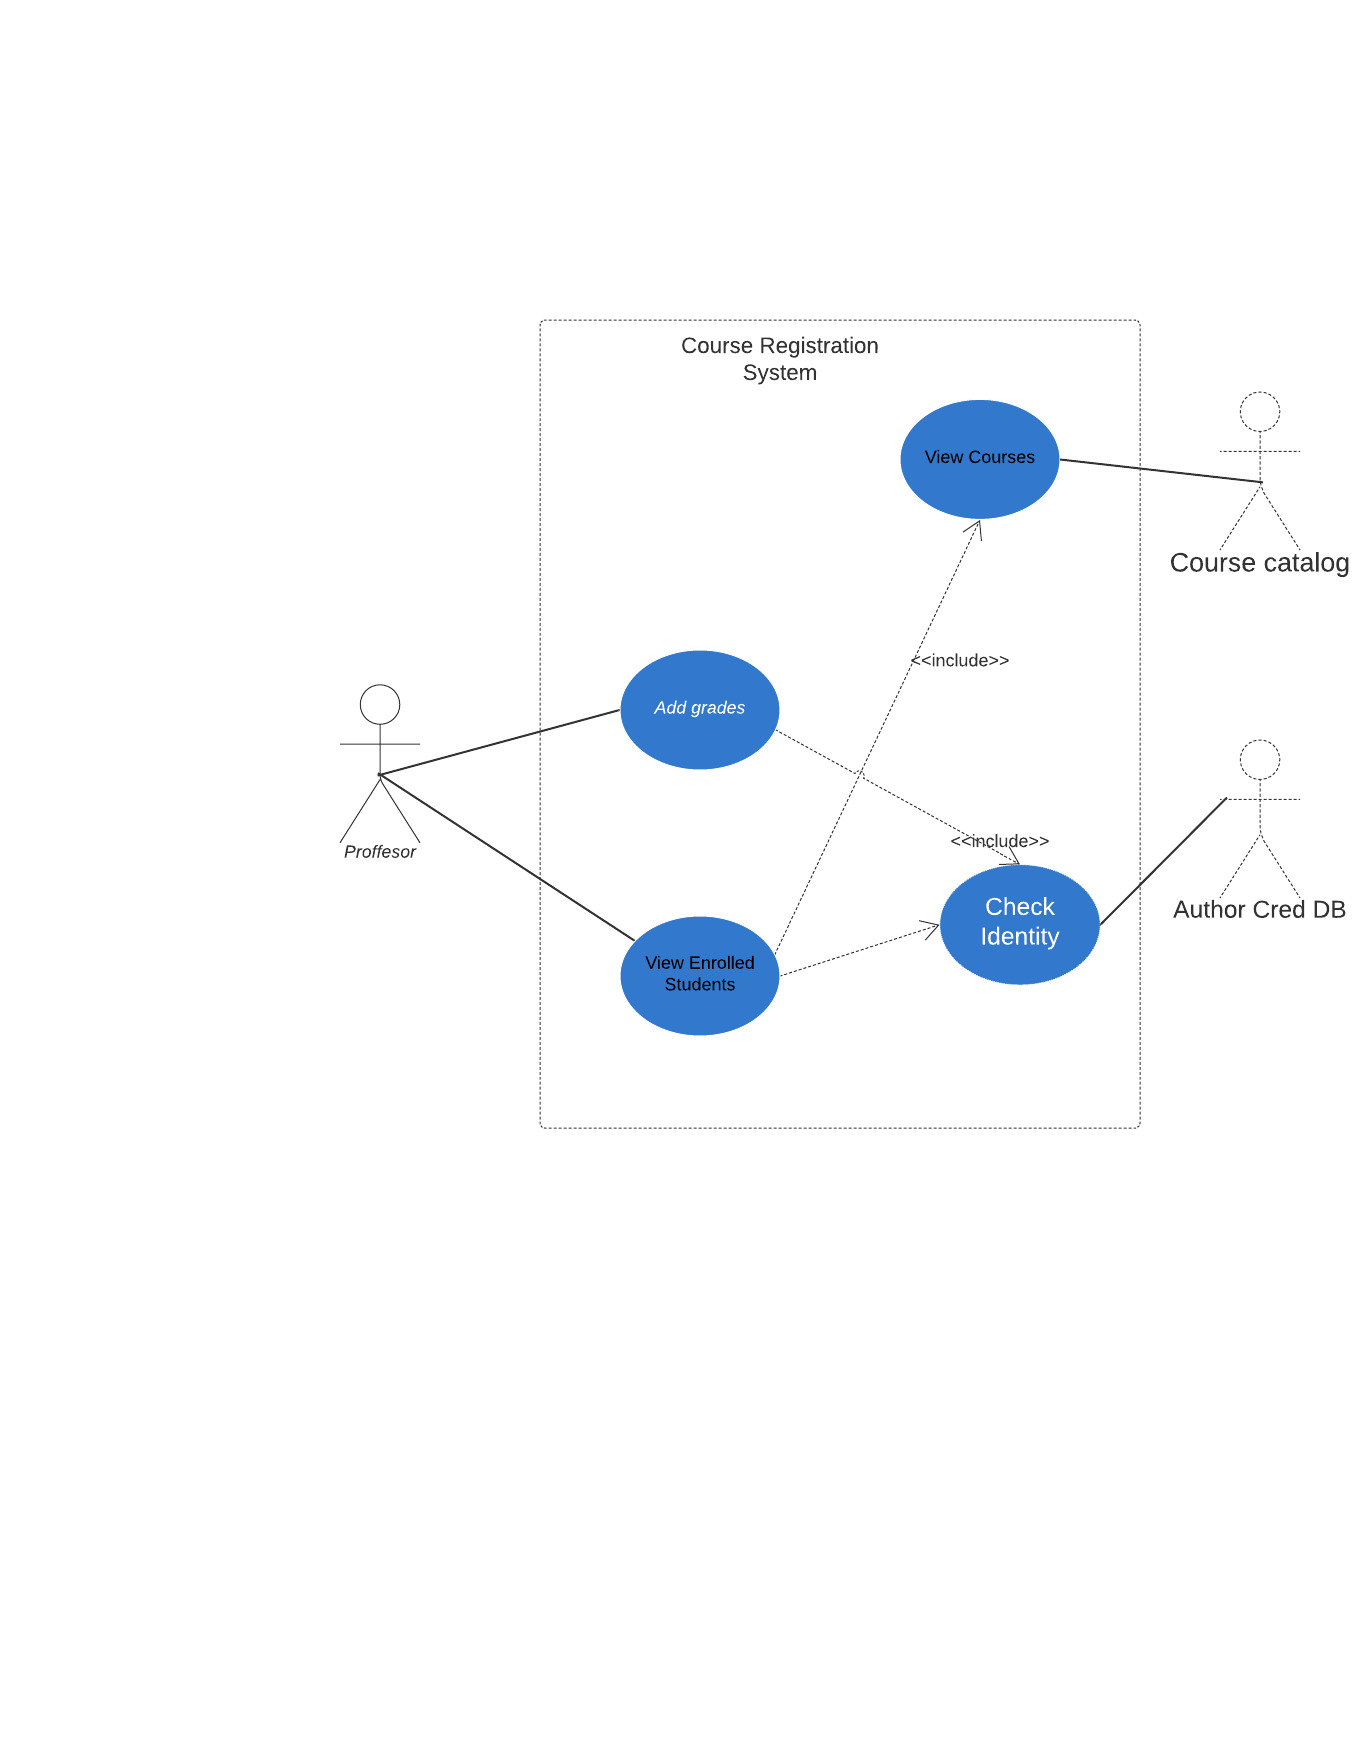 Course Registration
System
View Courses
Course catalog
<<include>>
Add grades
Proffesor
<<include>>
Check
Identity
Author Cred DB
View Enrolled
Students